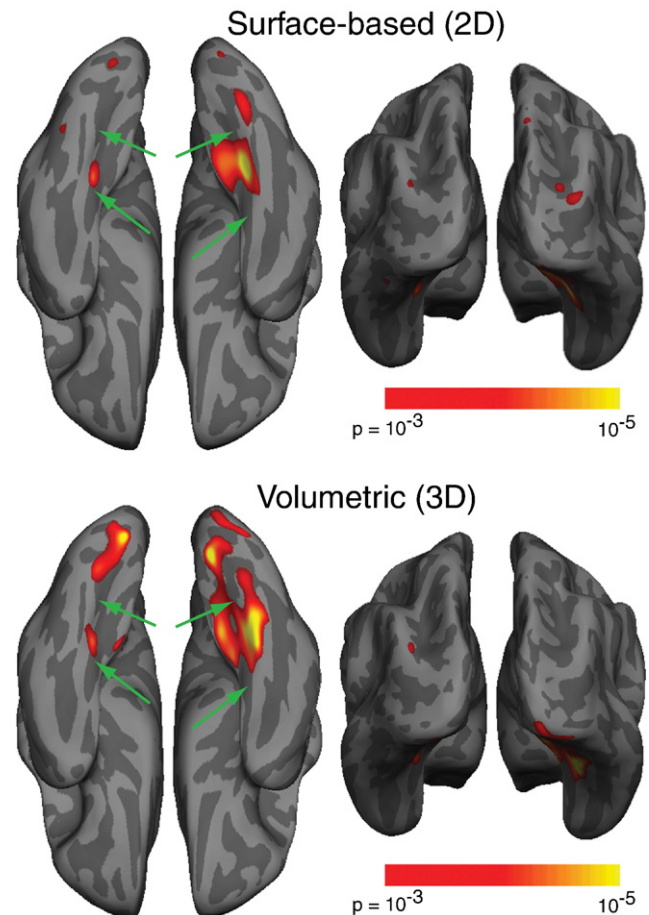 Surface-based (2D)
p = 10⁻³ 10⁻⁵
Volumetric (3D)
p = 10⁻³ 10⁻⁵